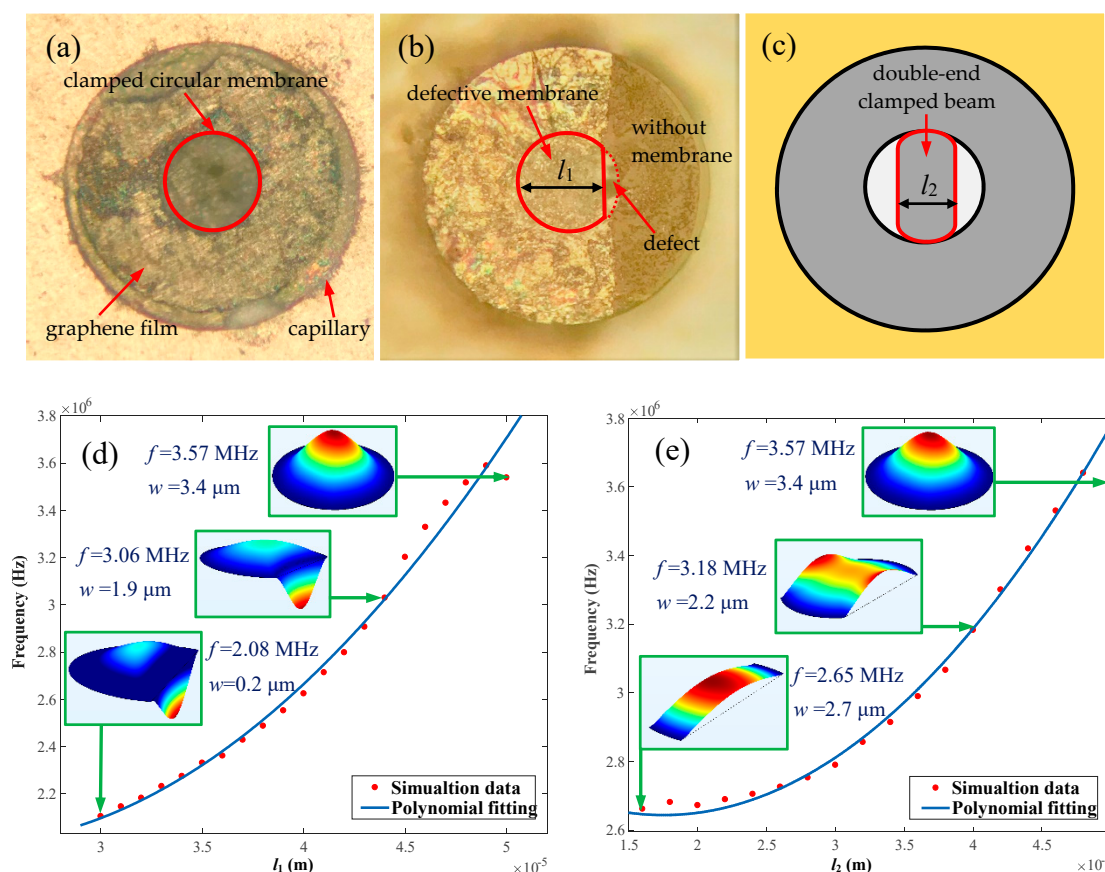 (a)
clamped circular membrane
graphene film
capillary
(b)
defective membrane
without
membrane
l1
defect
(c)
double-end
clamped beam
l2
×10^6
3.8
3.6
3.4
3.2
3
2.8
2.6
2.4
2.2
Frequency (Hz)
(d)
f=3.57 MHz
w=3.4 μm
f=3.06 MHz
w=1.9 μm
f=2.08 MHz
w=0.2 μm
Simualtion data
Polynomial fitting
3
3.5
4
4.5
5
l1 (m)
×10^-5
×10^6
3.8
3.6
3.4
3.2
3
2.8
2.6
Frequency (Hz)
(e)
f=3.57 MHz
w=3.4 μm
f=3.18 MHz
w=2.2 μm
f=2.65 MHz
w=2.7 μm
Simualtion data
Polynomial fitting
1.5
2
2.5
3
3.5
4
4.5
l2 (m)